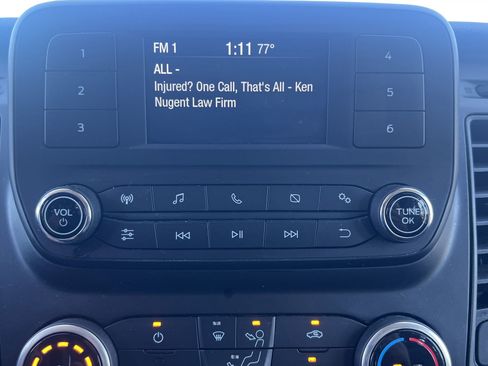 FM 1 1:11 77°
ALL -
Injured? One Call, That's All - Ken
Nugent Law Firm
1 4
2 5
3 6
VOL
TUNE
OK